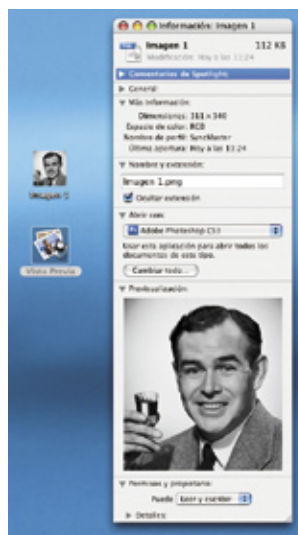 Información: Imagen 1
Imagen 1
112 KB
Modificación: Hoy a las 11:24
Comentarios de Spotlight:
General:
Más información:
Dimensiones: 311 × 340
Espacio de color: RGB
Nombre de perfil: SyncMaster
Última apertura: Hoy a las 11:24
Nombre y extensión:
Imagen 1.png
Ocultar extensión
Abrir con:
Adobe Photoshop CS3
Usar esta aplicación para abrir todos los
documentos de este tipo.
Cambiar todo...
Previsualización:
Permisos y propietario:
Puede Leer y escribir
Detalles:
Imagen 1
Vista Previa